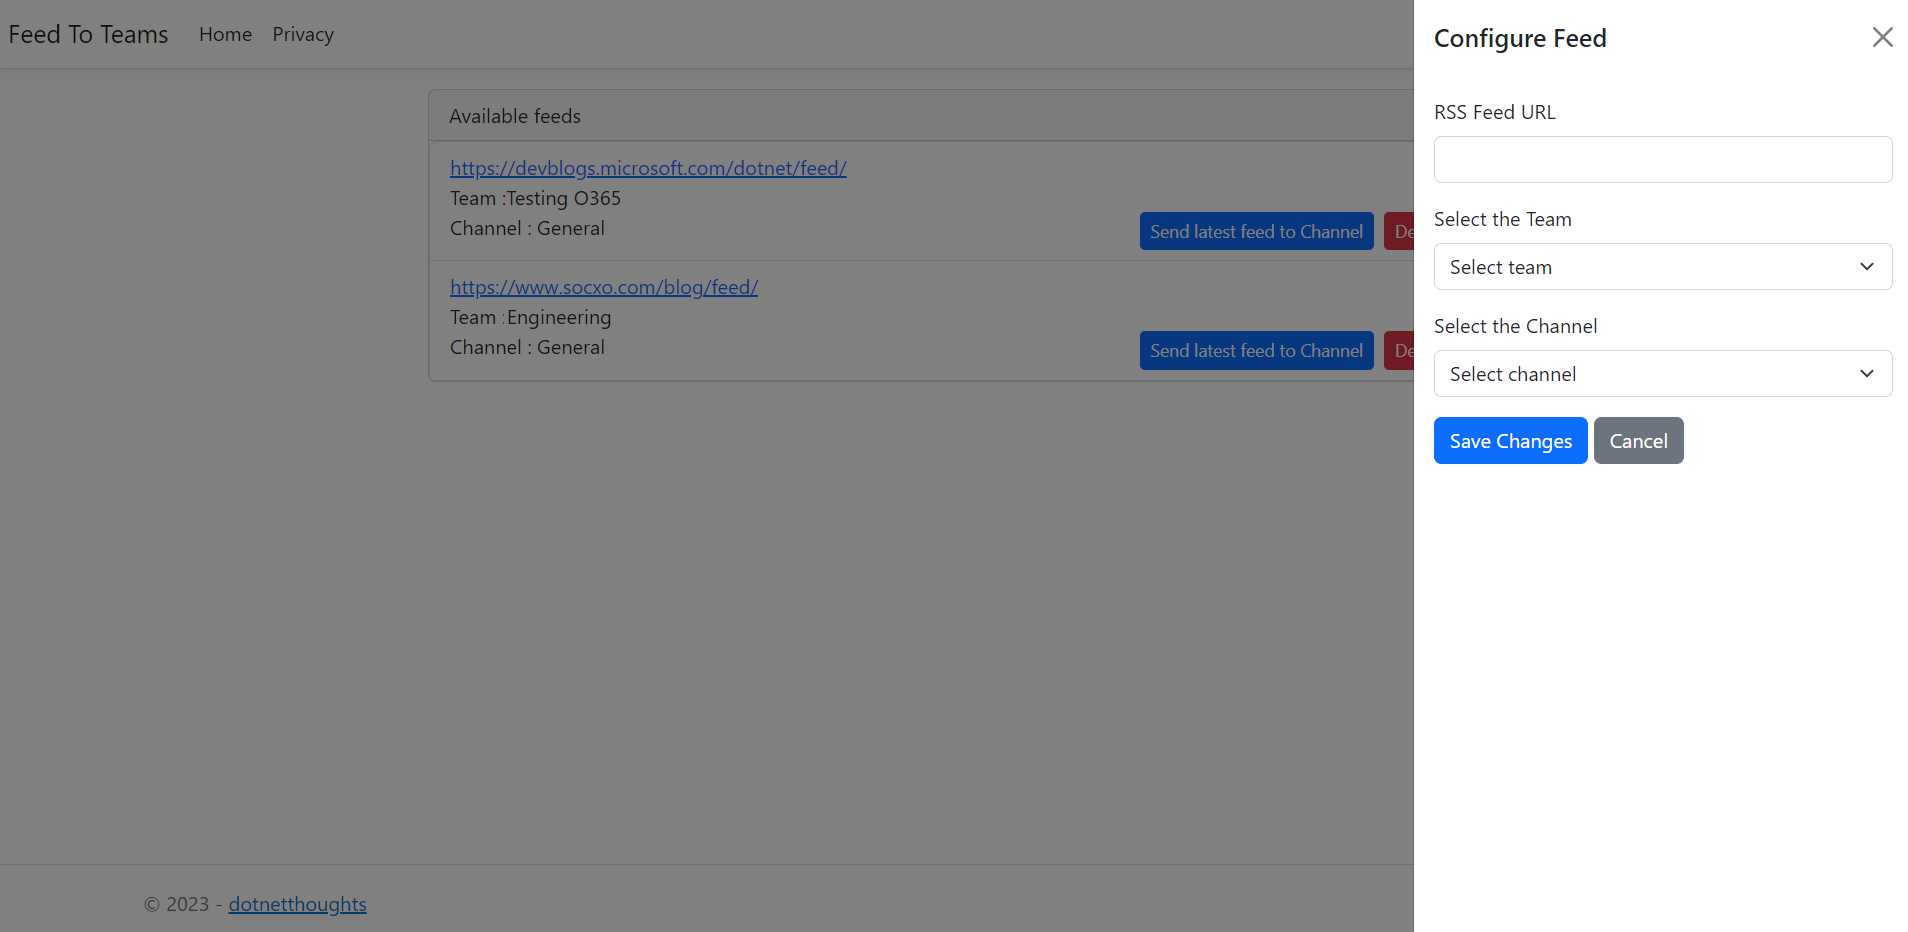 Feed To Teams Home Privacy
Available feeds
https://devblogs.microsoft.com/dotnet/feed/
Team :Testing O365
Channel : General
Send latest feed to Channel De
https://www.socxo.com/blog/feed/
Team :Engineering
Channel : General
Send latest feed to Channel De
© 2023 - dotnetthoughts
Configure Feed
RSS Feed URL
Select the Team
Select team
Select the Channel
Select channel
Save Changes Cancel